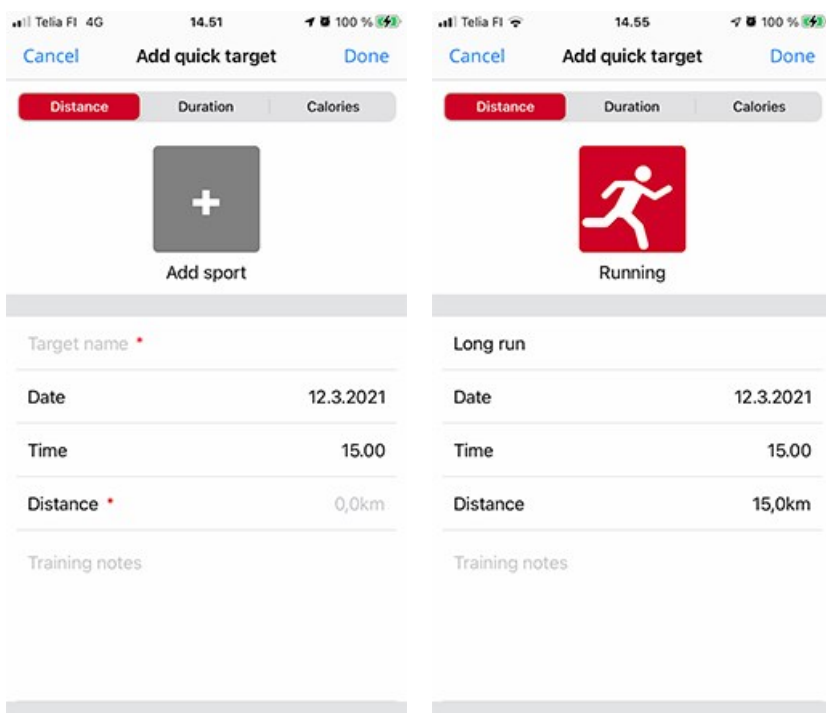 Telia FI 4G 14.51 100 %
Cancel Add quick target Done
Distance Duration Calories
Add sport
Target name *
Date 12.3.2021
Time 15.00
Distance * 0,0km
Training notes
Telia FI 14.55 100 %
Cancel Add quick target Done
Distance Duration Calories
Running
Long run
Date 12.3.2021
Time 15.00
Distance 15,0km
Training notes